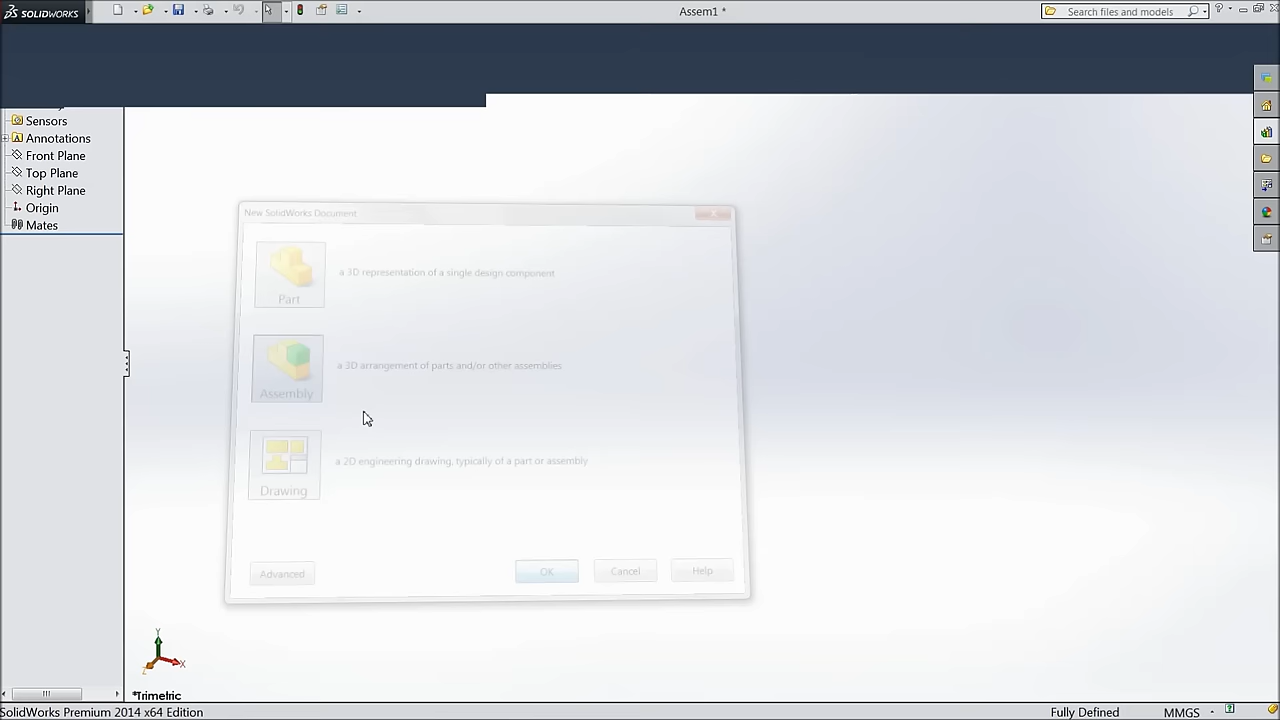 SOLIDWORKS
Assem1 *
Search files and models
Sensors
Annotations
Front Plane
Top Plane
Right Plane
Origin
Mates
New SolidWorks Document
Part
a 3D representation of a single design component
Assembly
a 3D arrangement of parts and/or other assemblies
Drawing
a 2D engineering drawing, typically of a part or assembly
Advanced
OK
Cancel
Help
Y
X
Z
*Trimetric
SolidWorks Premium 2014 x64 Edition
Fully Defined
MMGS